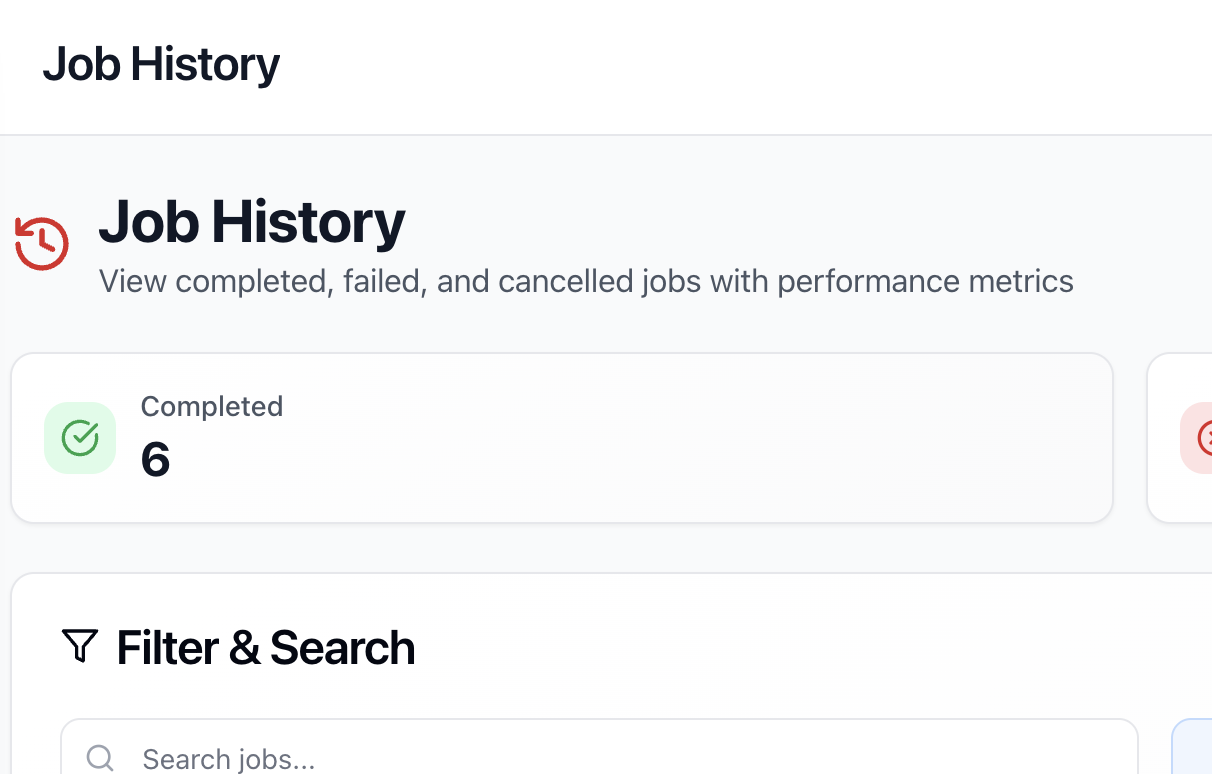 Job History
Job History
View completed, failed, and cancelled jobs with performance metrics
Completed
6
Filter & Search
Search jobs...